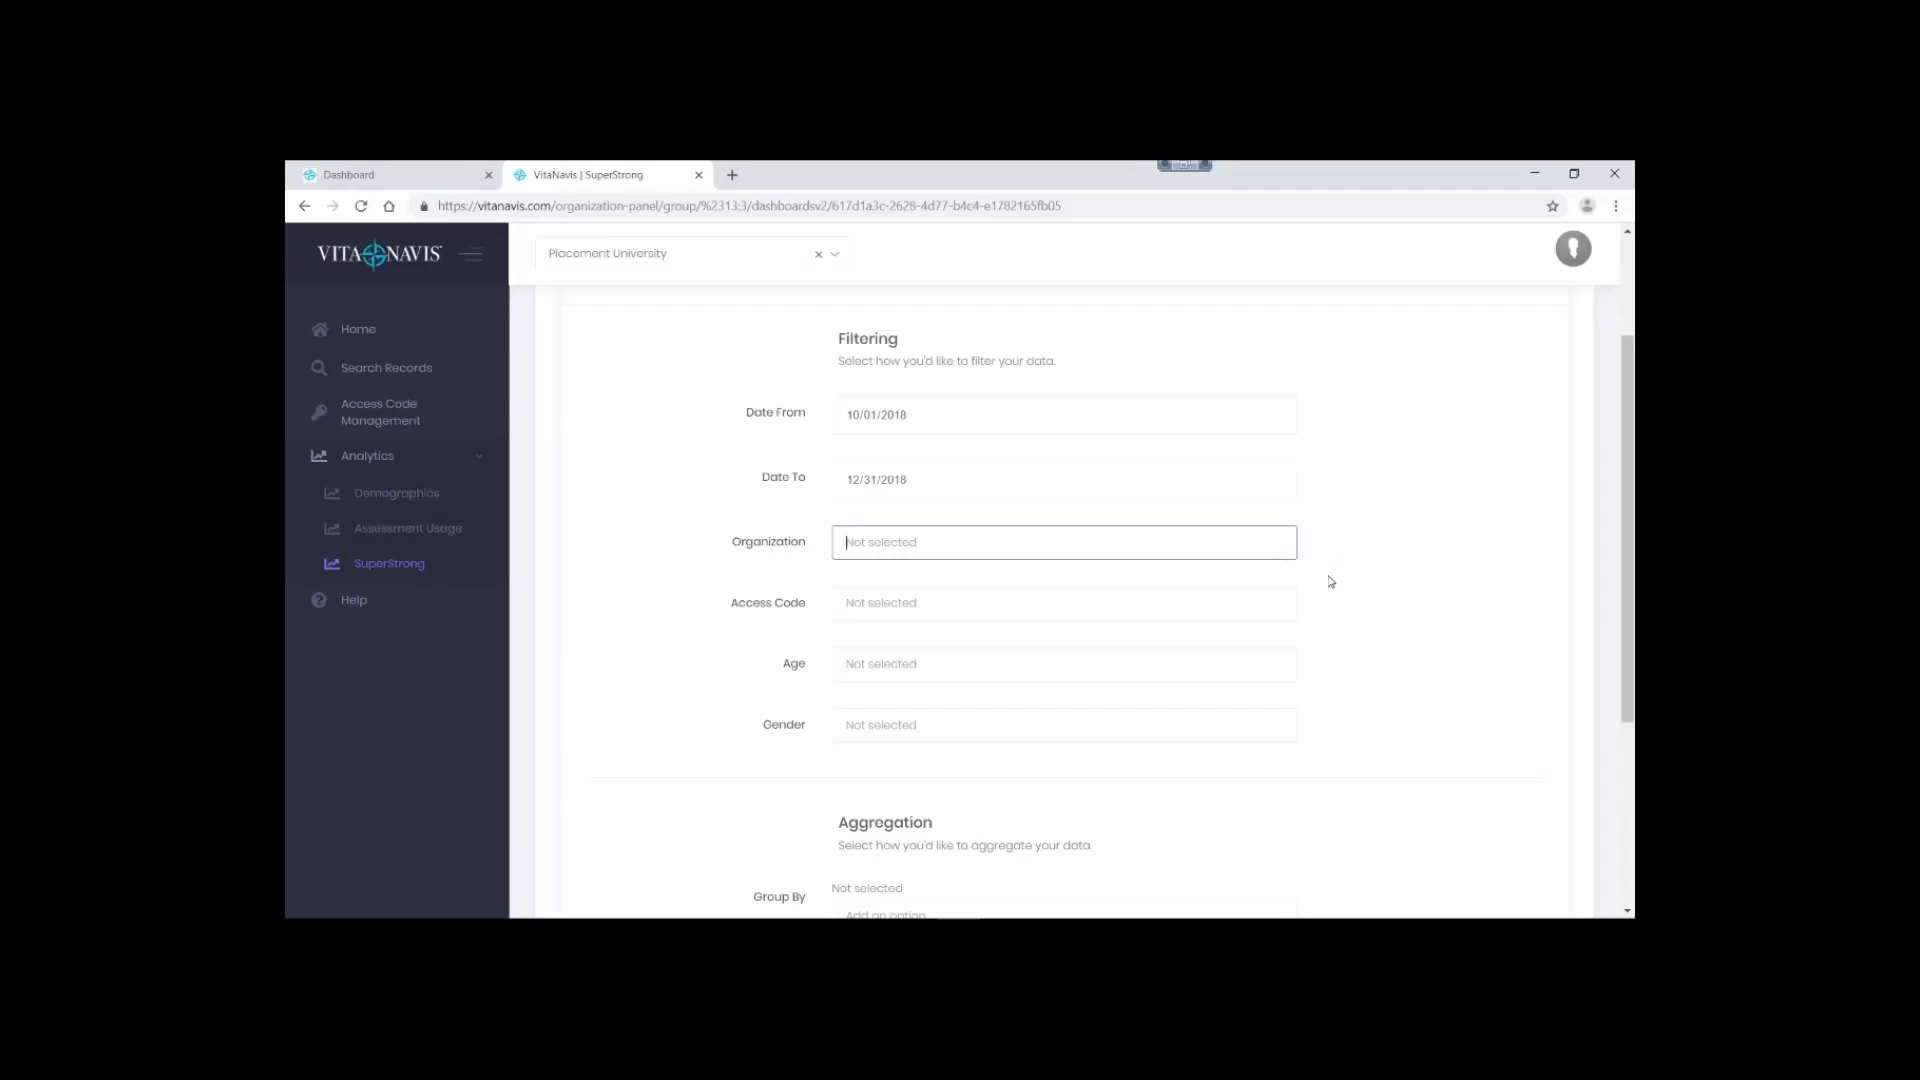 Dashboard
VitaNavis | SuperStrong
https://vitanavis.com/organization-panel/group/%2313:3/dashboardsv2/617d1a3c-2628-4d77-b4c4-e1782165fb05
VITA NAVIS
Placement University
Home
Search Records
Access Code
Management
Analytics
Demographics
Assessment Usage
SuperStrong
Help
Filtering
Select how you'd like to filter your data.
Date From
10/01/2018
Date To
12/31/2018
Organization
Not selected
Access Code
Not selected
Age
Not selected
Gender
Not selected
Aggregation
Select how you'd like to aggregate your data.
Group By
Not selected
Add an option